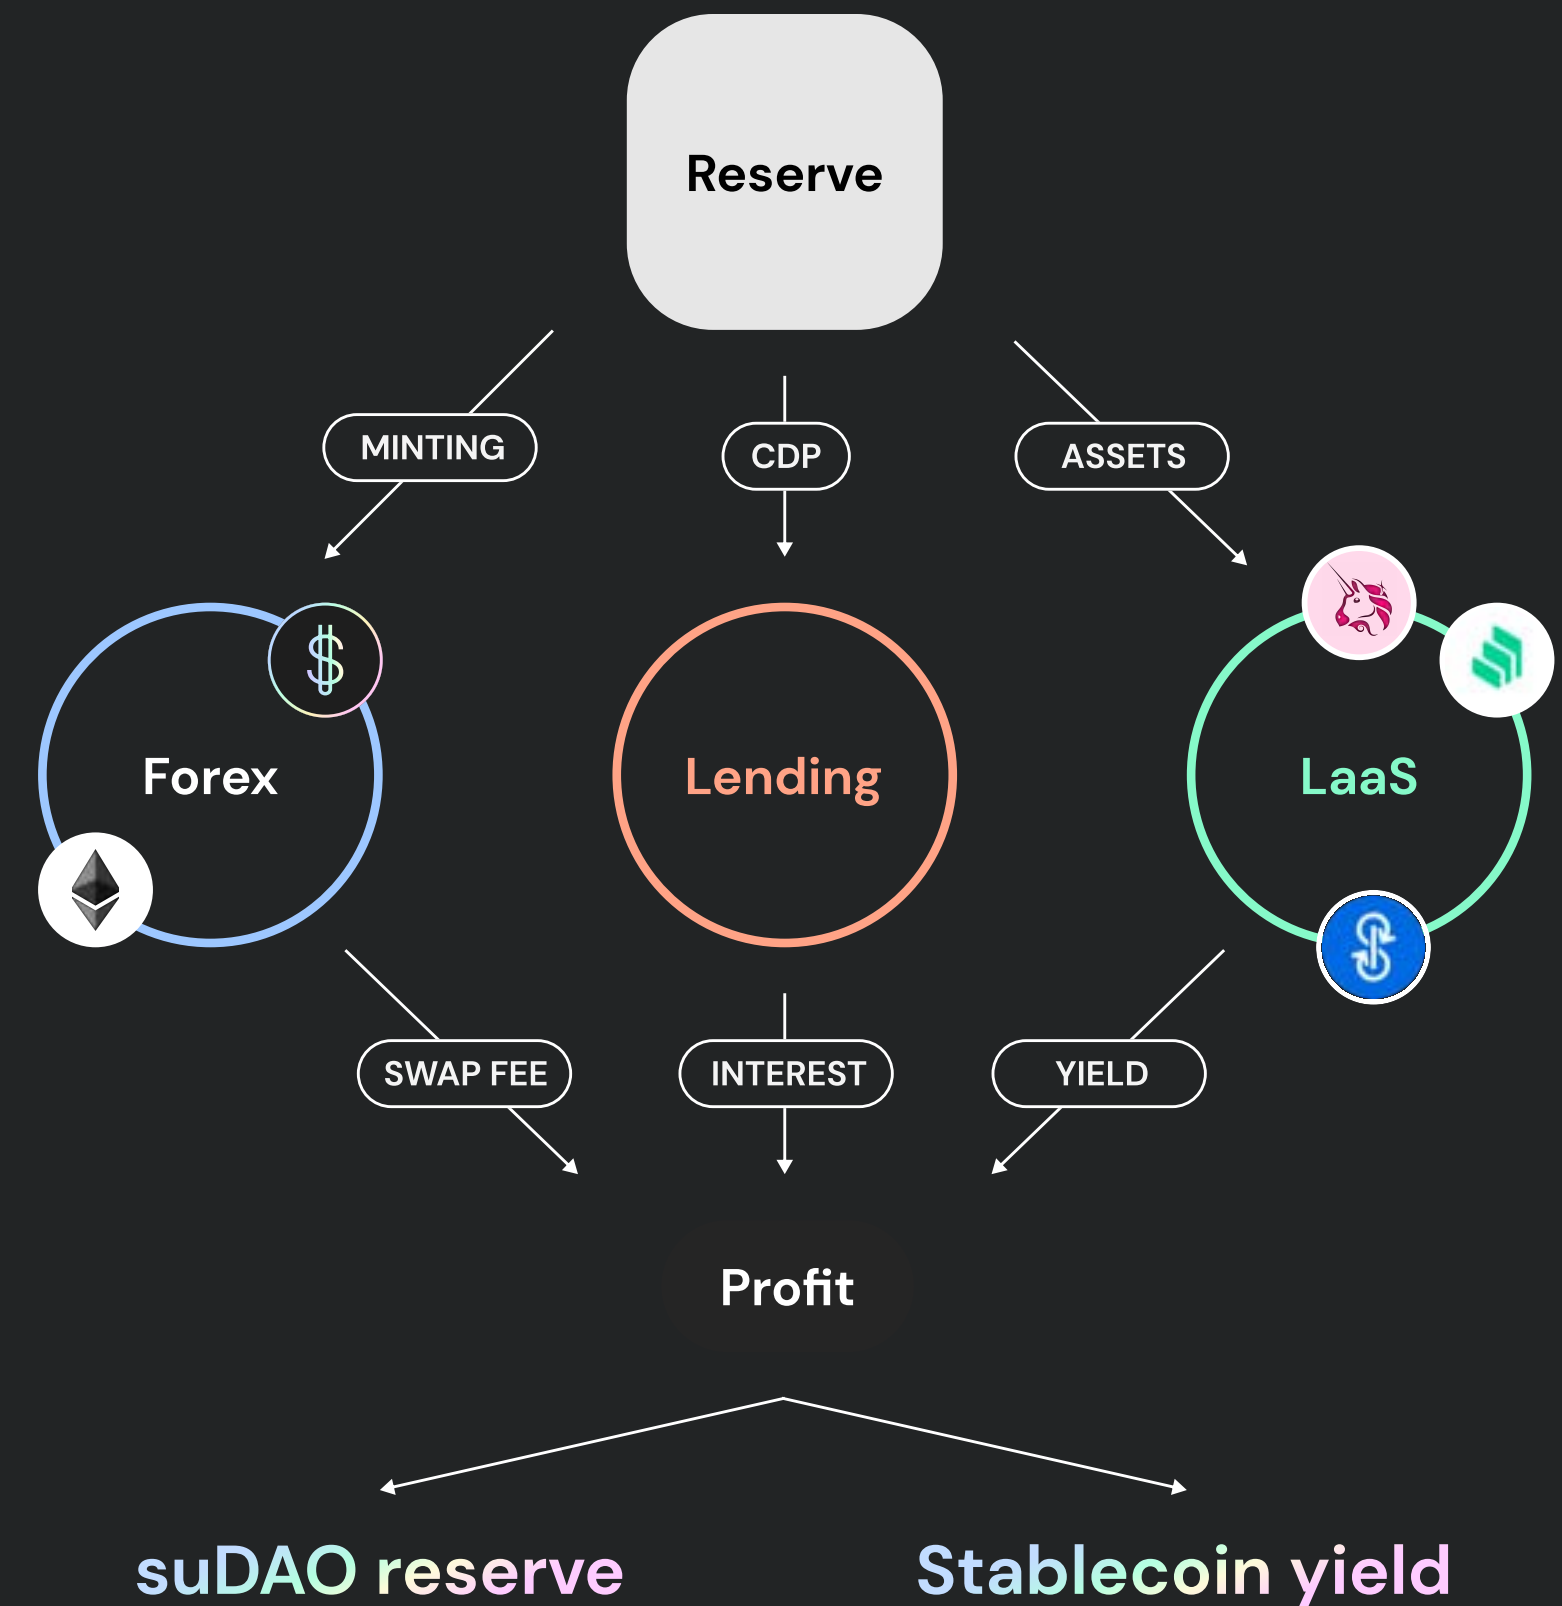 Reserve
MINTING
CDP
ASSETS
Forex
Lending
LaaS
SWAP FEE
INTEREST
YIELD
Profit
suDAO reserve
Stablecoin yield